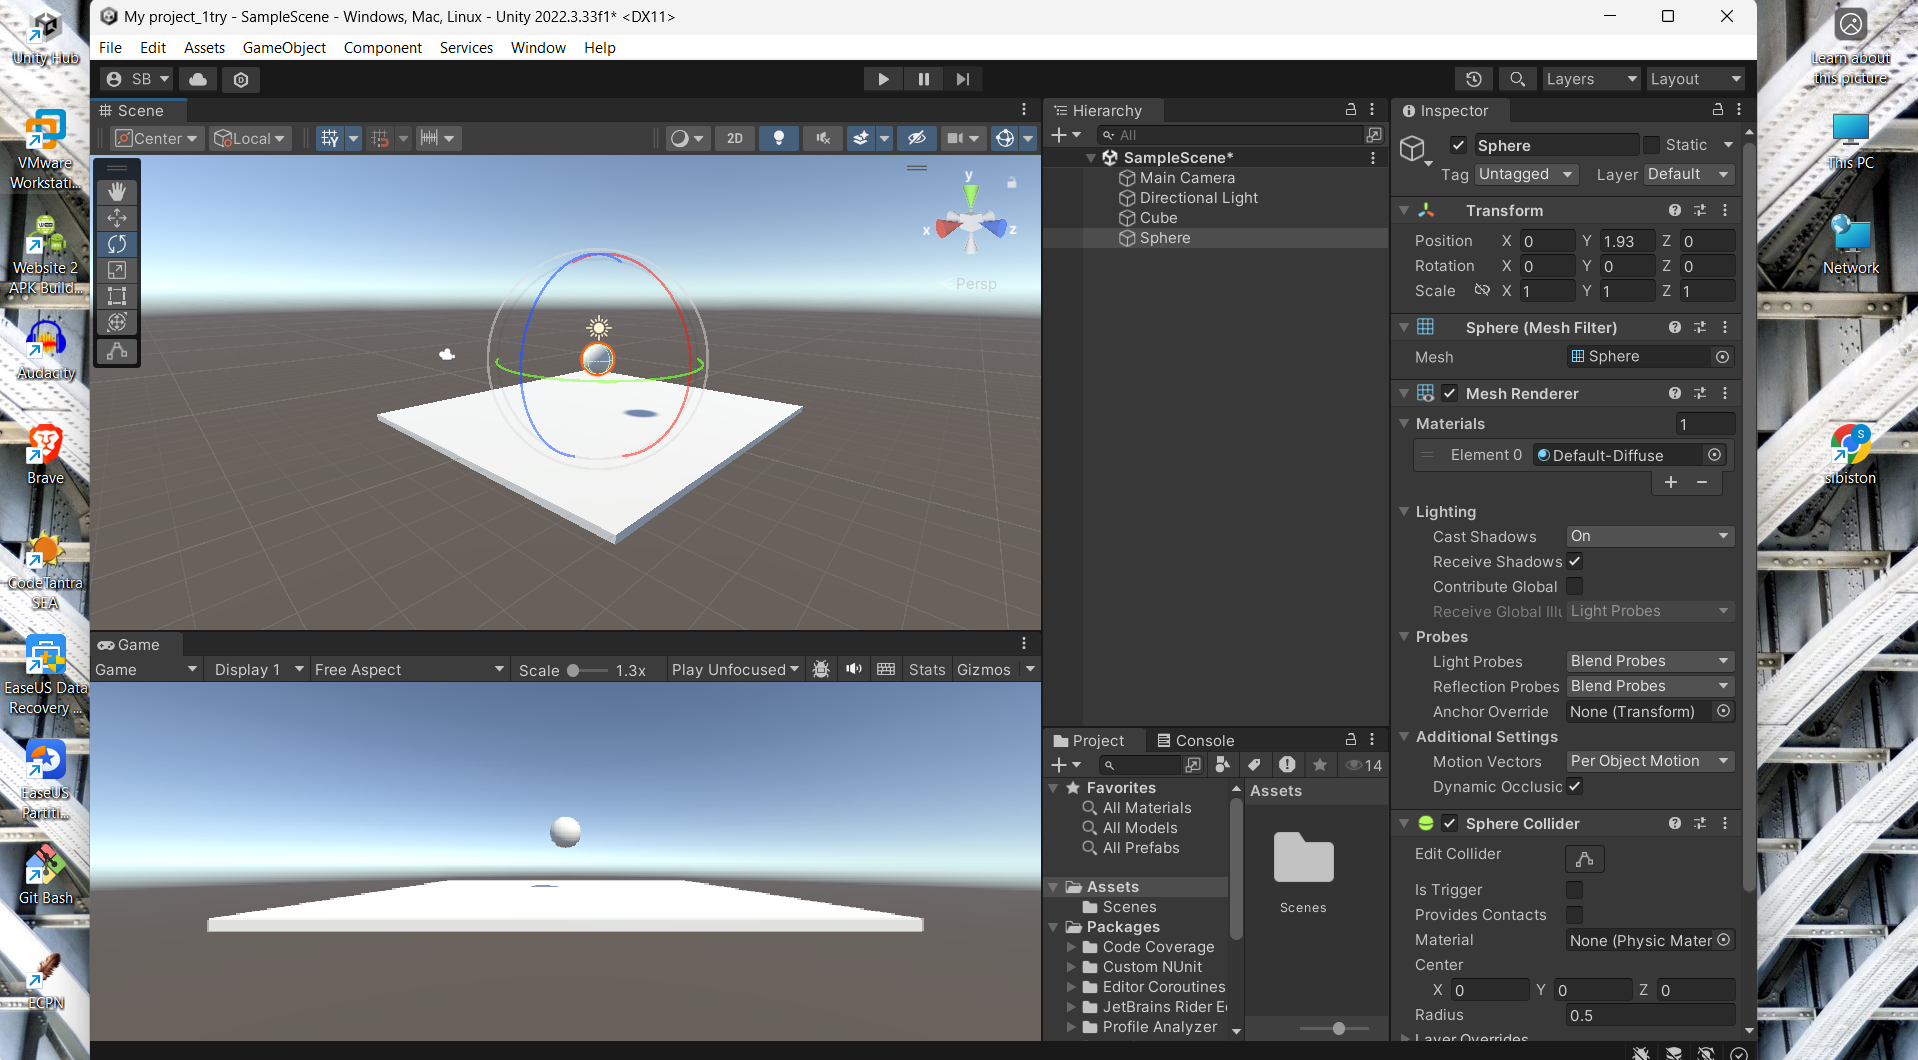 My project_1try - SampleScene - Windows, Mac, Linux - Unity 2022.3.33f1* <DX11>
File Edit Assets GameObject Component Services Window Help
SB
Layers
Layout
Scene
Center
Local
2D
y
x
z
Persp
Game
Game
Display 1
Free Aspect
Scale
1.3x
Play Unfocused
Stats
Gizmos
Hierarchy
All
SampleScene*
Main Camera
Directional Light
Cube
Sphere
Project
Console
14
Favorites
All Materials
All Models
All Prefabs
Assets
Scenes
Packages
Code Coverage
Custom NUnit
Editor Coroutines
JetBrains Rider E
Profile Analyzer
Assets
Scenes
Inspector
Sphere
Static
Tag Untagged Layer Default
Transform
Position X 0 Y 1.93 Z 0
Rotation X 0 Y 0 Z 0
Scale X 1 Y 1 Z 1
Sphere (Mesh Filter)
Mesh Sphere
Mesh Renderer
Materials 1
Element 0 Default-Diffuse
Lighting
Cast Shadows On
Receive Shadows
Contribute Global
Receive Global Illu Light Probes
Probes
Light Probes Blend Probes
Reflection Probes Blend Probes
Anchor Override None (Transform)
Additional Settings
Motion Vectors Per Object Motion
Dynamic Occlusic
Sphere Collider
Edit Collider
Is Trigger
Provides Contacts
Material None (Physic Mater
Center
X 0 Y 0 Z 0
Radius 0.5
Layer Overrides
Unity Hub
VMware
Workstati...
Website 2
APK Build...
Audacity
Brave
CodeTantra
SEA
EaseUS Data
Recovery ...
EaseUS
Partiti...
Git Bash
ECPN
Learn about
this picture
This PC
Network
S
sibiston